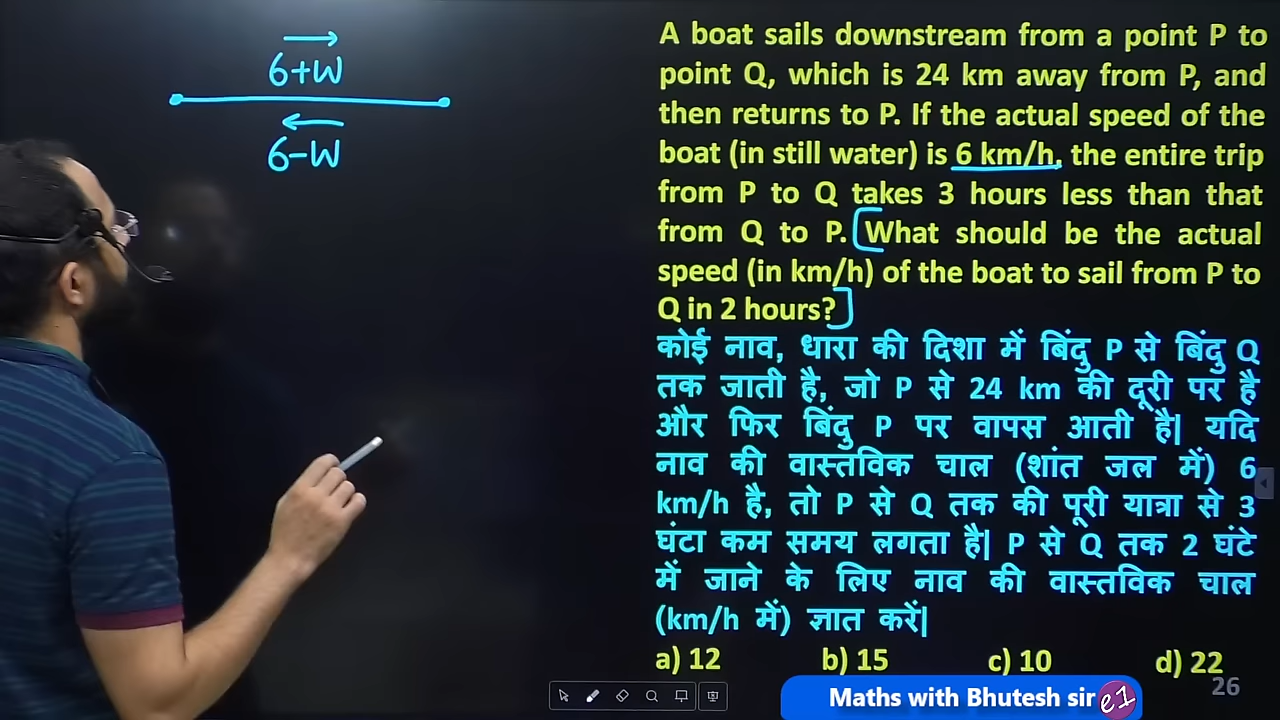 6+W
6-W
A boat sails downstream from a point P to
point Q, which is 24 km away from P, and
then returns to P. If the actual speed of the
boat (in still water) is 6 km/h, the entire trip
from P to Q takes 3 hours less than that
from Q to P. [What should be the actual
speed (in km/h) of the boat to sail from P to
Q in 2 hours?]
कोई नाव, धारा की दिशा में बिंदु P से बिंदु Q
तक जाती है, जो P से 24 km की दूरी पर है
और फिर बिंदु P पर वापस आती है| यदि
नाव की वास्तविक चाल (शांत जल में) 6
km/h है, तो P से Q तक की पूरी यात्रा से 3
घंटा कम समय लगता है| P से Q तक 2 घंटे
में जाने के लिए नाव की वास्तविक चाल
(km/h में) ज्ञात करें|
a) 12 b) 15 c) 10 d) 22
26
Maths with Bhutesh sir e1